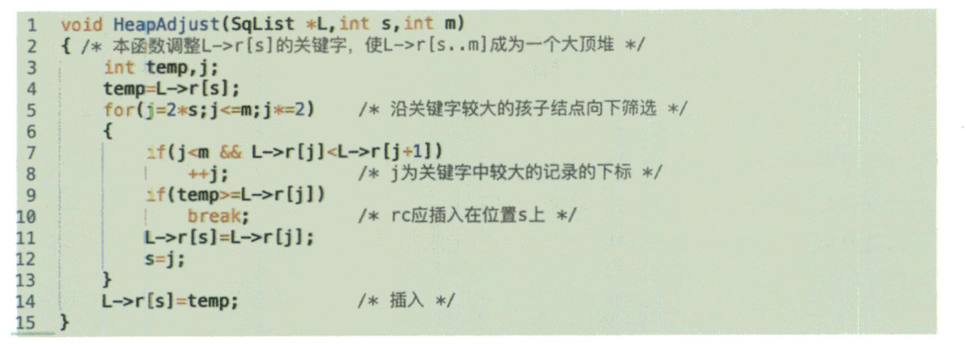 1 void HeapAdjust(SqList *L,int s,int m)
2 { /* 本函数调整L->r[s]的关键字，使L->r[s..m]成为一个大顶堆 */
3 int temp,j;
4 temp=L->r[s];
5 for(j=2*s;j<=m;j*=2) /* 沿关键字较大的孩子结点向下筛选 */
6 {
7 if(j<m && L->r[j]<L->r[j+1])
8 ++j; /* j为关键字中较大的记录的下标 */
9 if(temp>=L->r[j])
10 break; /* rc应插入在位置s上 */
11 L->r[s]=L->r[j];
12 s=j;
13 }
14 L->r[s]=temp; /* 插入 */
15 }